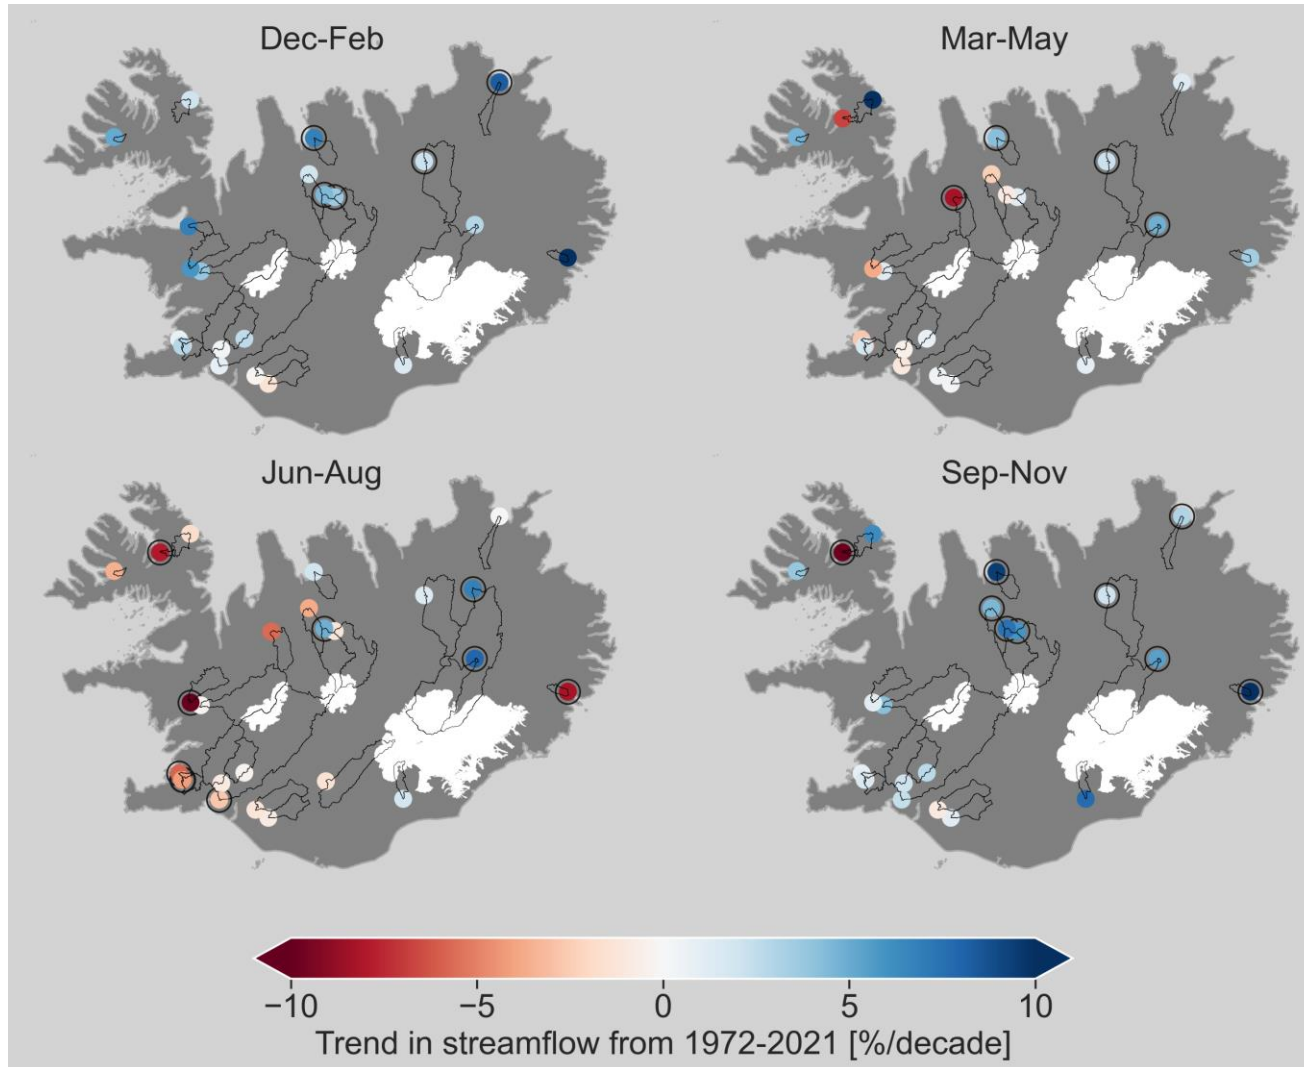 Dec-Feb
Mar-May
Jun-Aug
Sep-Nov
−10
−5
0
5
10
Trend in streamflow from 1972-2021 [%/decade]